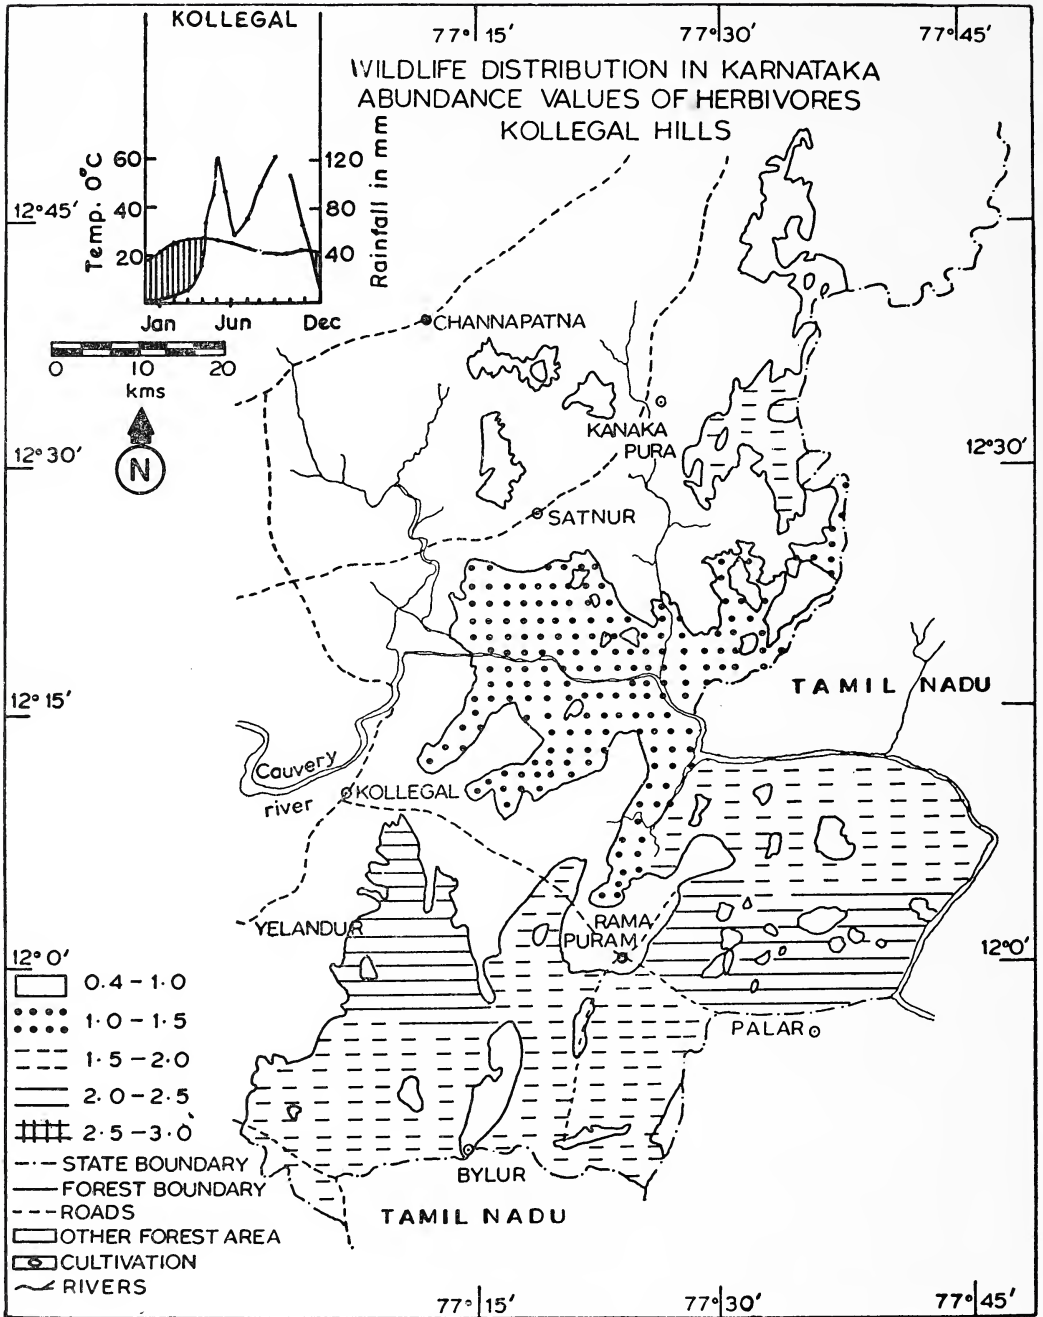 KOLLEGAL
77° 15′
77° 30′
77° 45′
WILDLIFE DISTRIBUTION IN KARNATAKA
ABUNDANCE VALUES OF HERBIVORES
KOLLEGAL HILLS
Temp. 0°C
60
40
20
120
80
40
Rainfall in mm
Jan
Jun
Dec
12° 45′
0
10
20
kms
N
CHANNAPATNA
KANAKA
PURA
12° 30′
12° 30′
SATNUR
TAMIL NADU
12° 15′
Cauvery
river
KOLLEGAL
YELANDUR
RAMA
PURAM
12° 0′
12° 0′
PALAR
BYLUR
TAMIL NADU
0.4 – 1.0
1.0 – 1.5
1.5 – 2.0
2.0 – 2.5
2.5 – 3.0
STATE BOUNDARY
FOREST BOUNDARY
ROADS
OTHER FOREST AREA
CULTIVATION
RIVERS
77° 15′
77° 30′
77° 45′